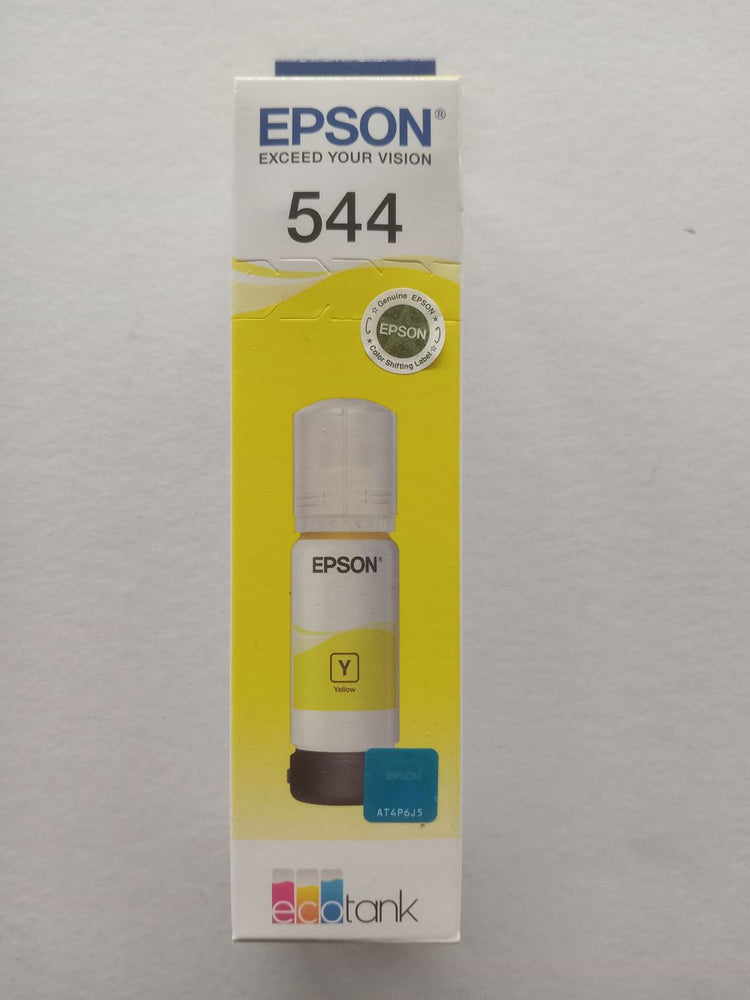 EPSON®
EXCEED YOUR VISION
544
☆ Genuine EPSON ★
EPSON
★ Color Shifting Label ☆
EPSON®
Y
Yellow
EPSON
AT4P6J5
ecotank